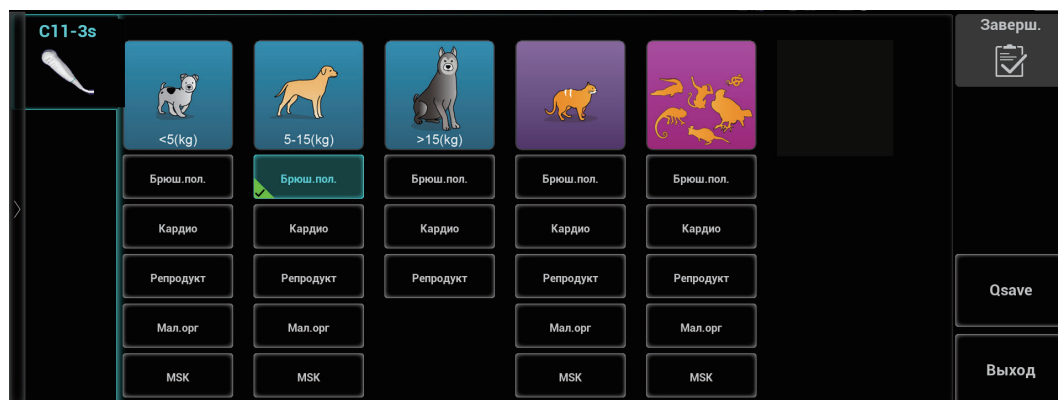 C11-3s
Заверш.
<5(kg)
5-15(kg)
>15(kg)
Брюш.пол.
Брюш.пол.
Брюш.пол.
Брюш.пол.
Брюш.пол.
Кардио
Кардио
Кардио
Кардио
Кардио
Репродукт
Репродукт
Репродукт
Репродукт
Репродукт
Qsave
Мал.орг
Мал.орг
Мал.орг
Мал.орг
MSK
MSK
MSK
MSK
Выход